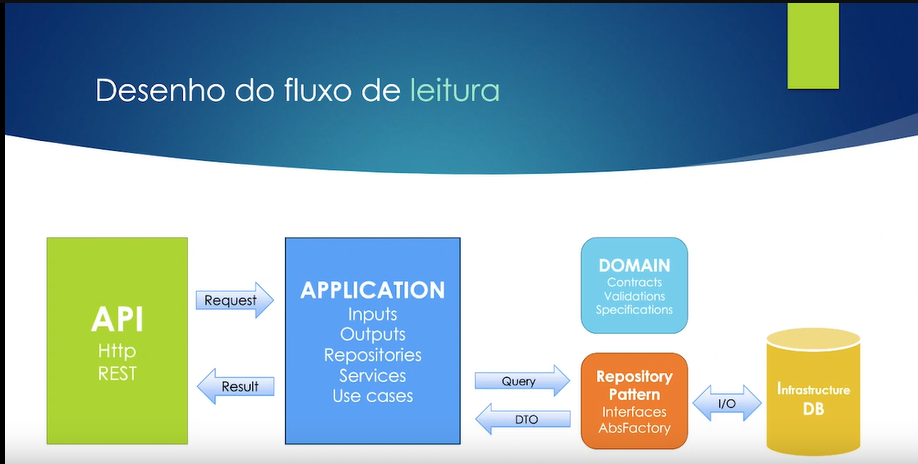 Desenho do fluxo de leitura
API
Http
REST
Request
Result
APPLICATION
Inputs
Outputs
Repositories
Services
Use cases
Query
DTO
DOMAIN
Contracts
Validations
Specifications
Repository
Pattern
Interfaces
AbsFactory
I/O
Infrastructure
DB